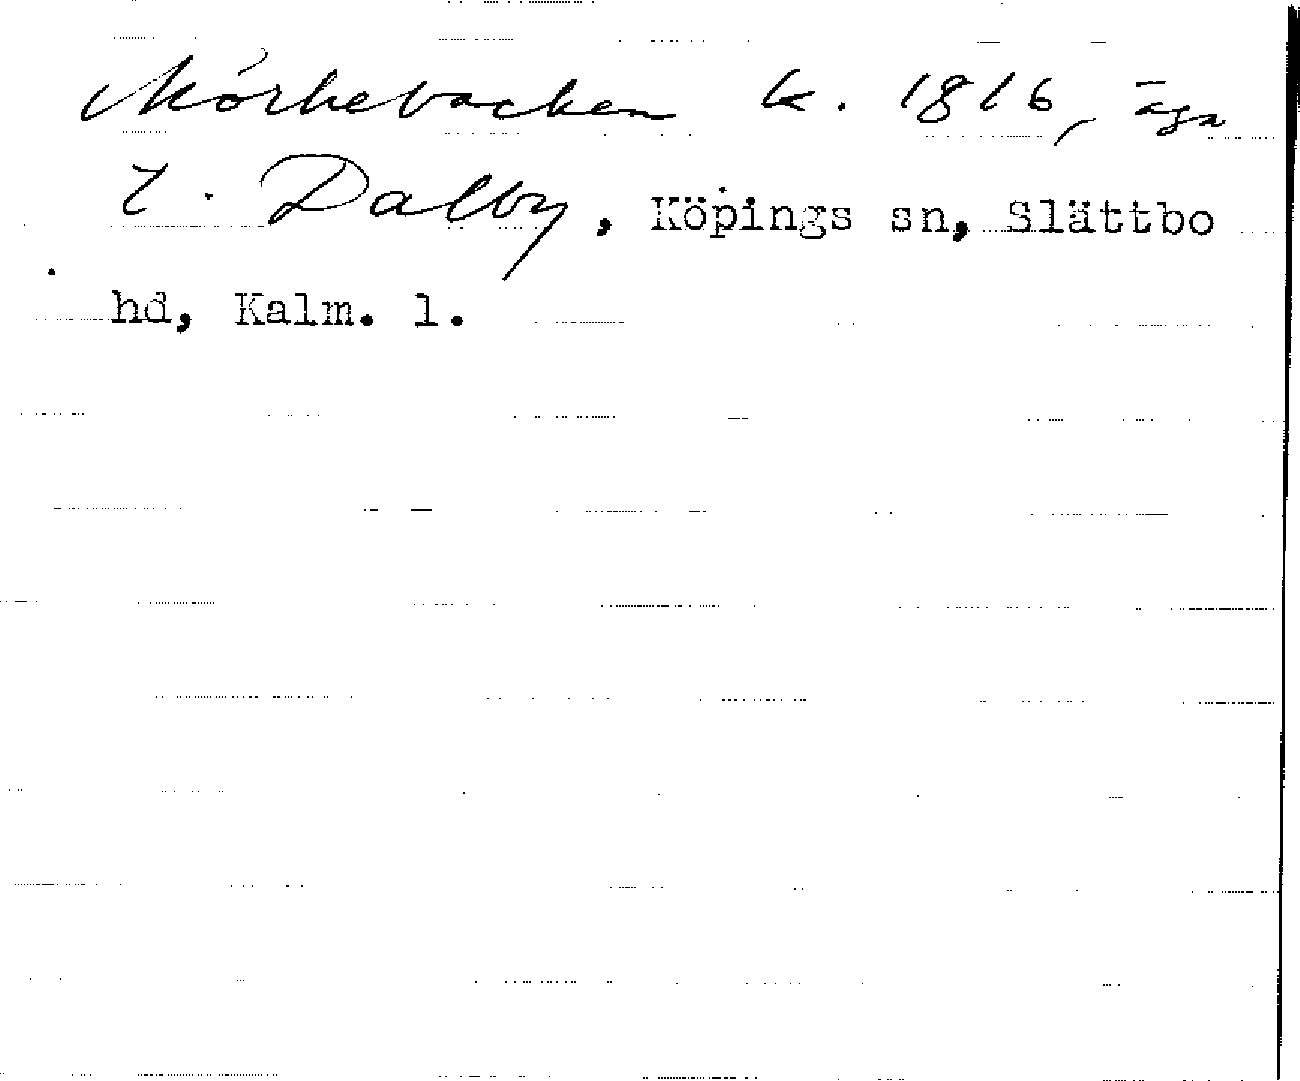 Mörkebacken k. 1816, äga
t. Dalby, Köpings sn, Slättbo
hd, Kalm. l.